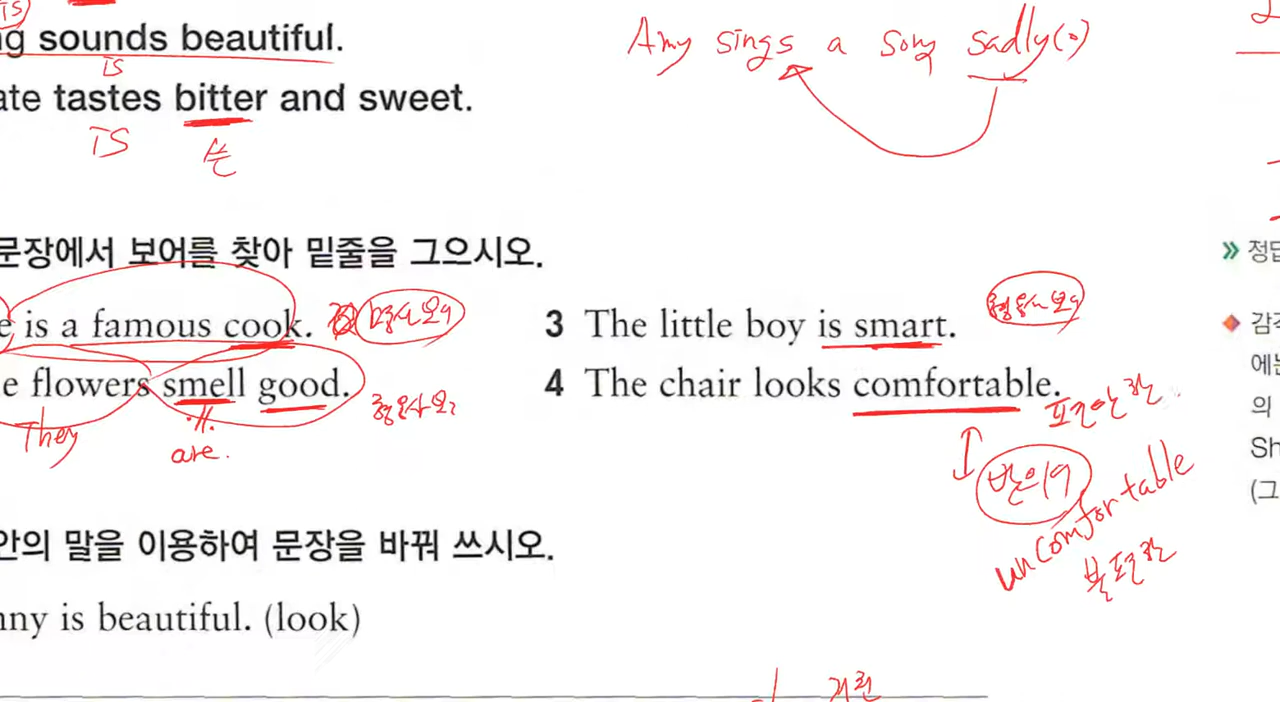 is
ng sounds beautiful.
is
ate tastes bitter and sweet.
is 쓴
Amy sings a song sadly(o)
문장에서 보어를 찾아 밑줄을 그으시오.
e is a famous cook. 명사보어
e flowers smell good. 형용사보어
They
are.
3 The little boy is smart. 형용사보어
4 The chair looks comfortable. 편안한
반의어
uncomfortable
불편한
안의 말을 이용하여 문장을 바꿔 쓰시오.
nny is beautiful. (look)
» 정답
감각
에는
의
Sh
(그